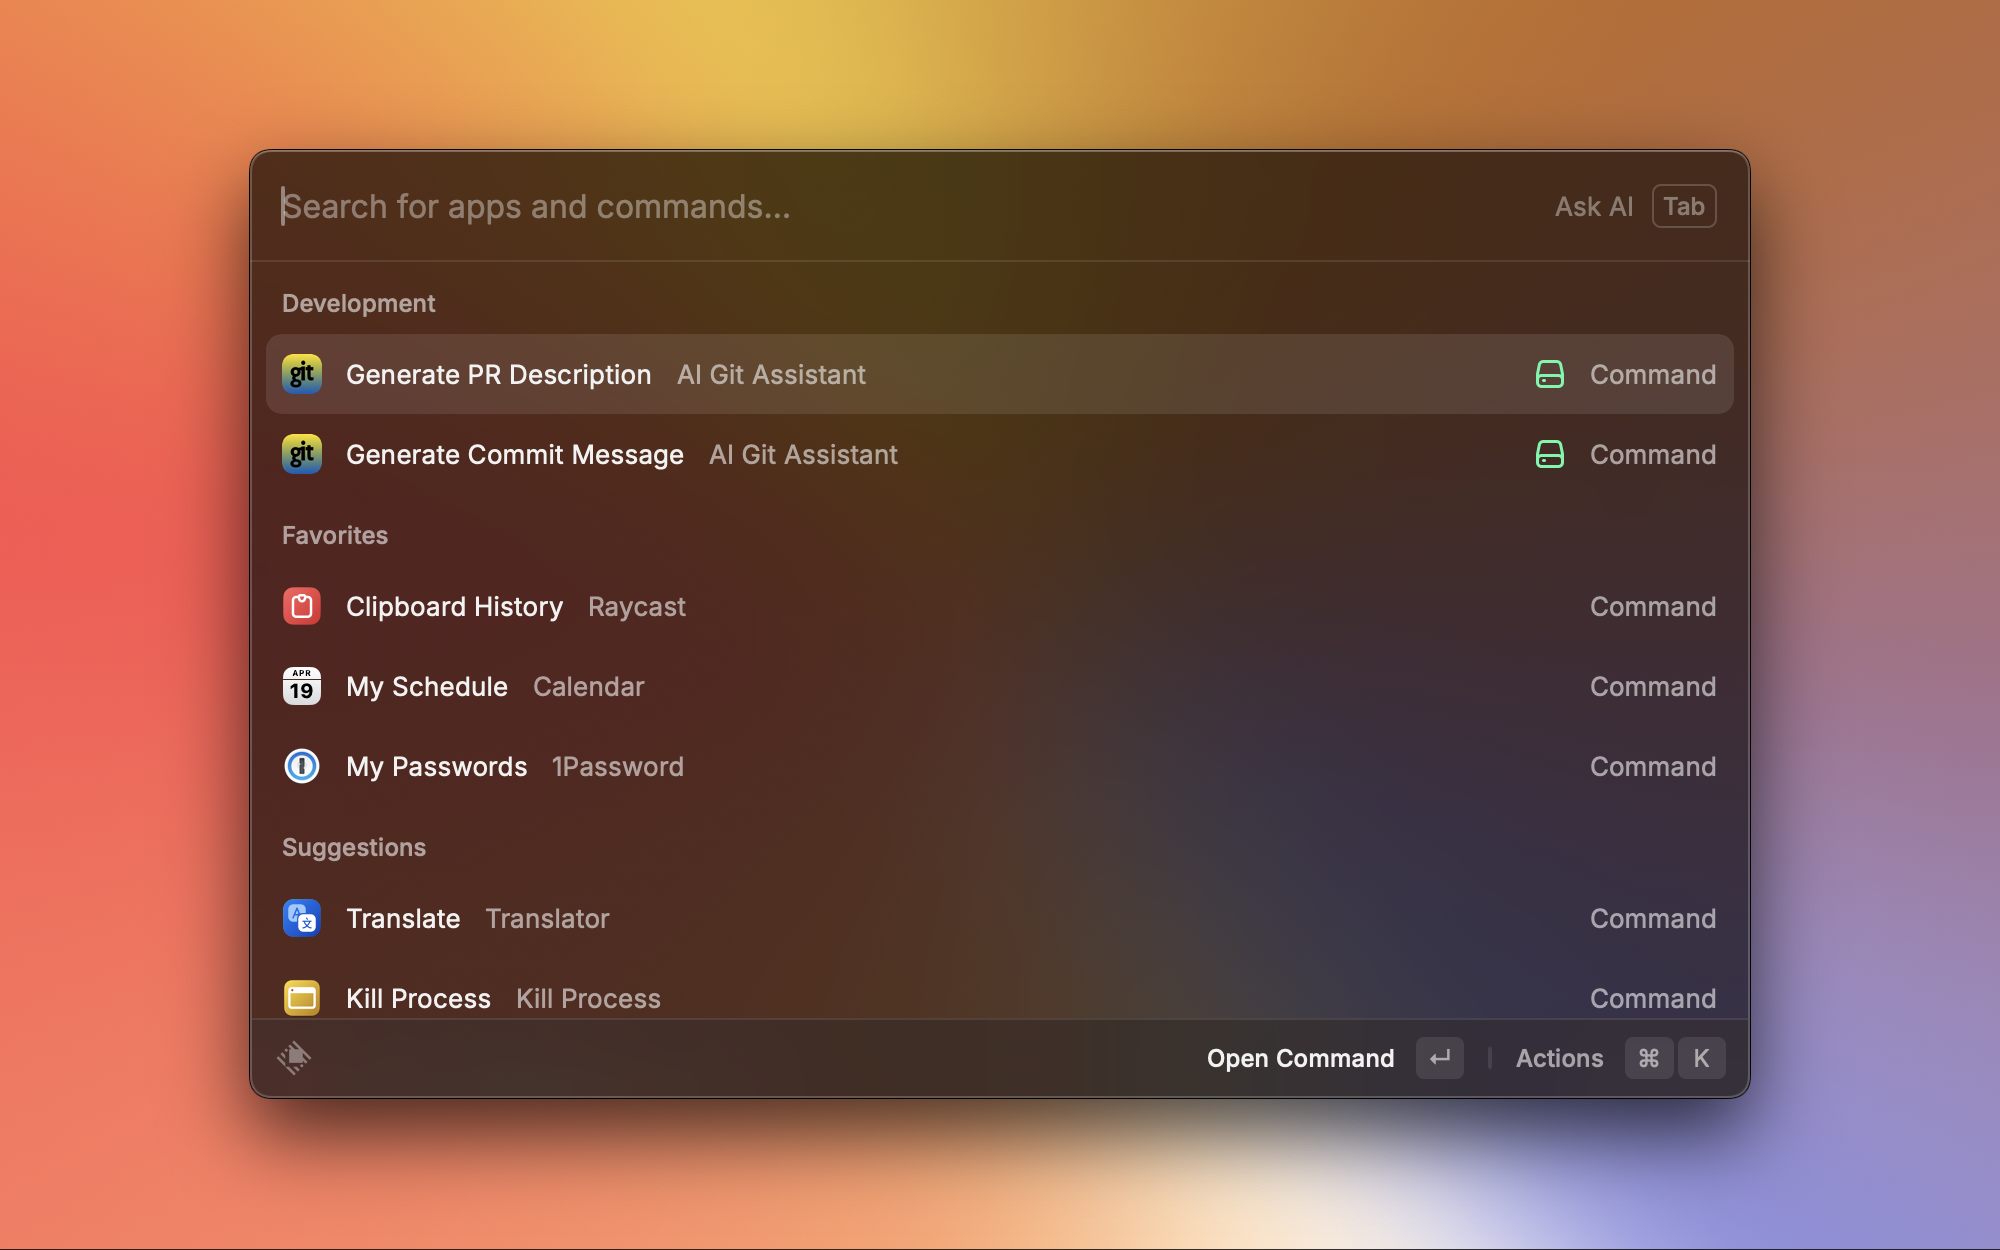 Search for apps and commands...
Ask AI Tab
Development
git Generate PR Description AI Git Assistant Command
git Generate Commit Message AI Git Assistant Command
Favorites
Clipboard History Raycast Command
APR
19 My Schedule Calendar Command
My Passwords 1Password Command
Suggestions
A 文 Translate Translator Command
Kill Process Kill Process Command
Open Command ↵ Actions ⌘ K